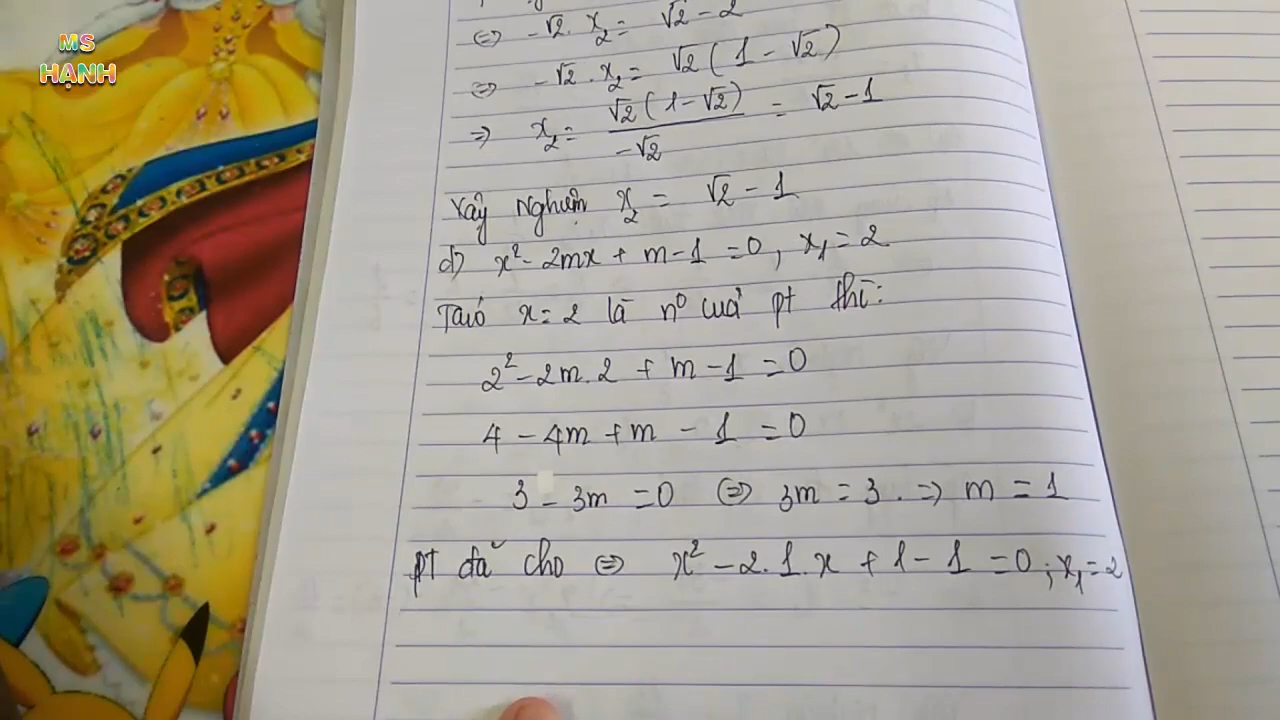 MS
HẠNH
⇔ -√2. x₂ = √2 - 2
⇔ -√2 . x₂ = √2 ( 1 - √2)
⇒ x₂ = √2 ( 1 - √2) / -√2 = √2 - 1
Vậy nghiệm x₂ = √2 - 1
d) x² - 2mx + m - 1 = 0, x₁ = 2
Ta có x = 2 là n⁰ của pt thì:
2² - 2m. 2 + m - 1 = 0
4 - 4m + m - 1 = 0
3 - 3m = 0 ⇔ 3m = 3. ⇒ m = 1
PT đã cho ⇔ x² - 2.1.x + 1 - 1 = 0; x₁ = 2